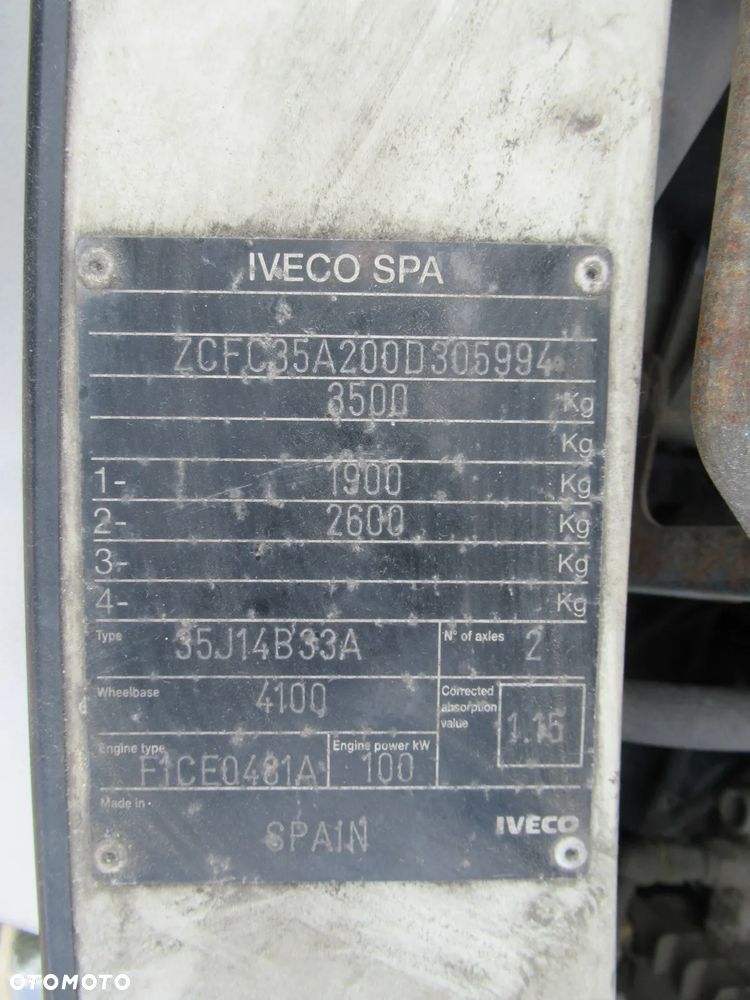 IVECO SPA
ZCFC35A200D305994
3500 Kg
Kg
1- 1900 Kg
2- 2600 Kg
3- Kg
4- Kg
Type 35J14B33A N° of axles 2
Wheelbase 4100 Corrected absorption value 1.15
Engine type F1CE0481A Engine power kW 100
Made in SPAIN IVECO
OTOMOTO